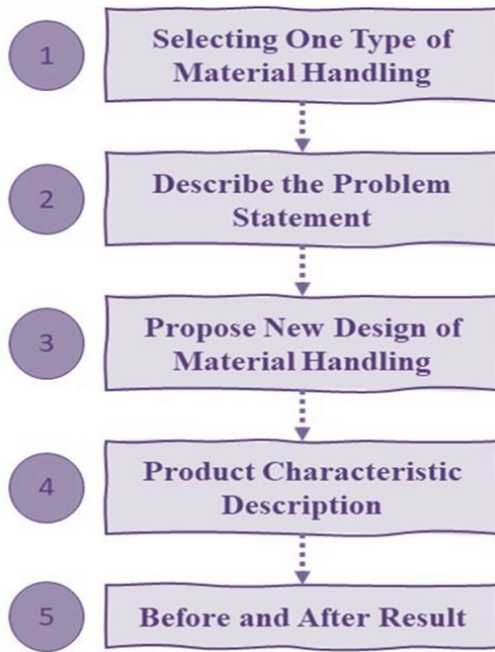 1
Selecting One Type of
Material Handling
2
Describe the Problem
Statement
3
Propose New Design of
Material Handling
4
Product Characteristic
Description
5
Before and After Result